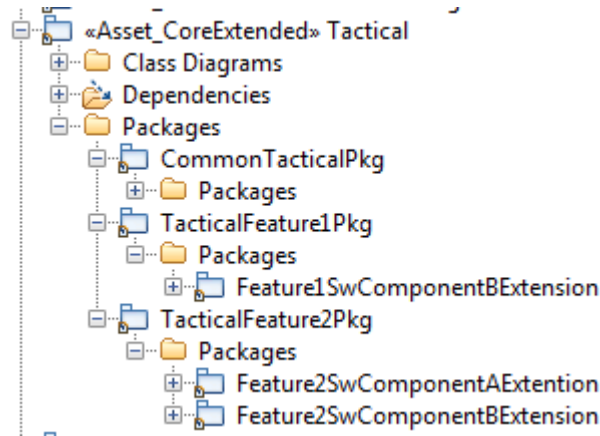 «Asset_CoreExtended» Tactical
Class Diagrams
Dependencies
Packages
CommonTacticalPkg
Packages
TacticalFeature1Pkg
Packages
Feature1SwComponentBExtension
TacticalFeature2Pkg
Packages
Feature2SwComponentAExtention
Feature2SwComponentBExtension